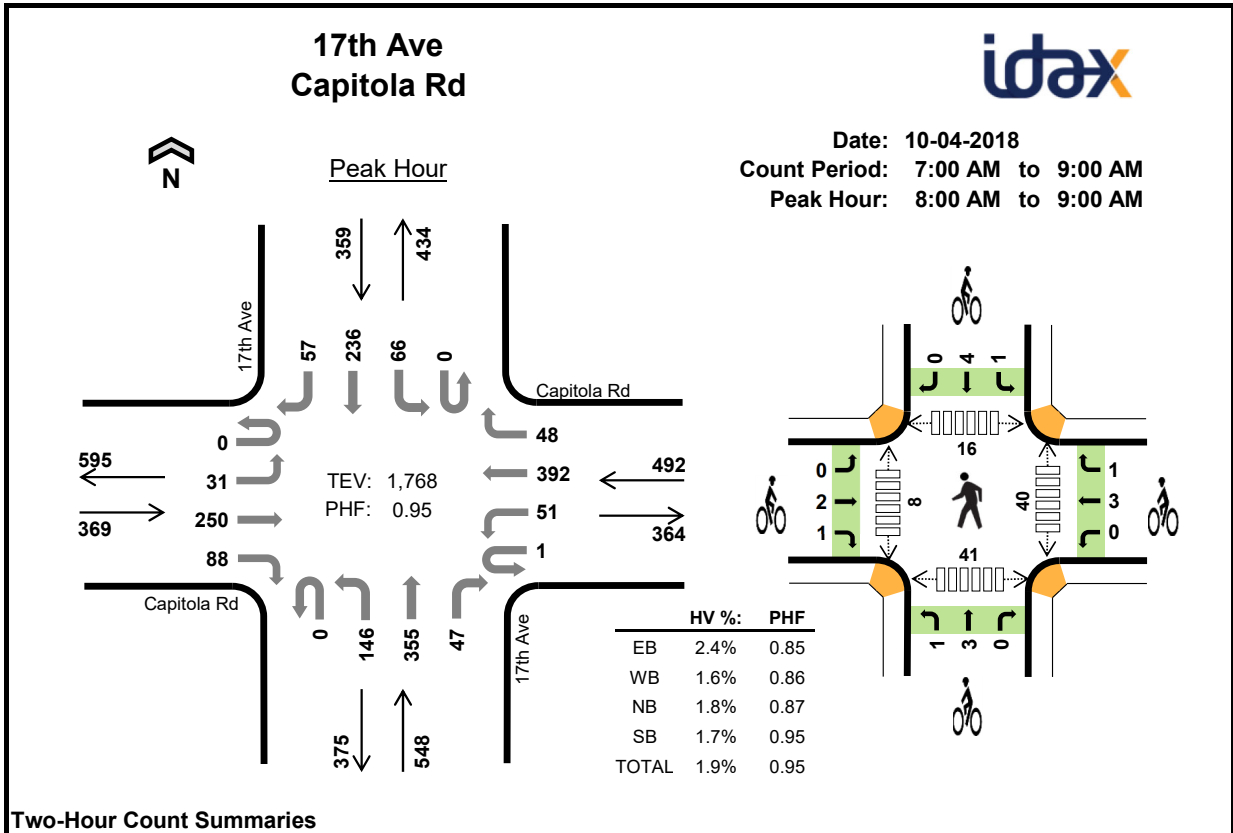 17th Ave
Capitola Rd
idax
Date: 10-04-2018
Count Period: 7:00 AM to 9:00 AM
Peak Hour: 8:00 AM to 9:00 AM
N
Peak Hour
359
434
17th Ave
57
236
66
0
Capitola Rd
0
31
250
88
595
369
TEV: 1,768
PHF: 0.95
48
392
51
1
492
364
Capitola Rd
0
146
355
47
17th Ave
375
548
HV %: PHF
EB 2.4% 0.85
WB 1.6% 0.86
NB 1.8% 0.87
SB 1.7% 0.95
TOTAL 1.9% 0.95
0 4 1
16
0
2
1
8
40
1
3
0
41
1 3 0
Two-Hour Count Summaries